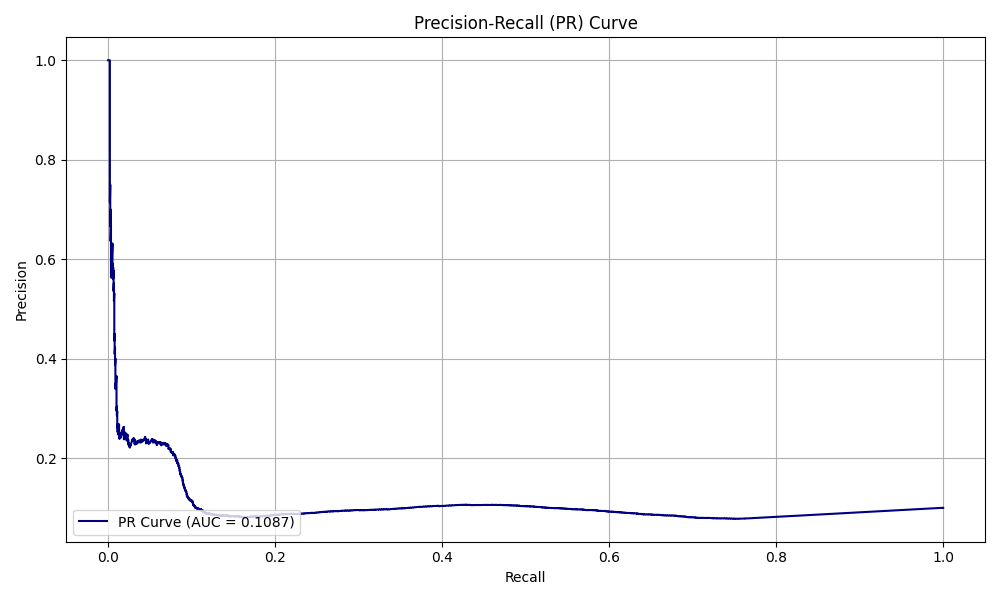 Precision-Recall (PR) Curve
Precision
1.0
0.8
0.6
0.4
0.2
PR Curve (AUC = 0.1087)
0.0 0.2 0.4 0.6 0.8 1.0
Recall